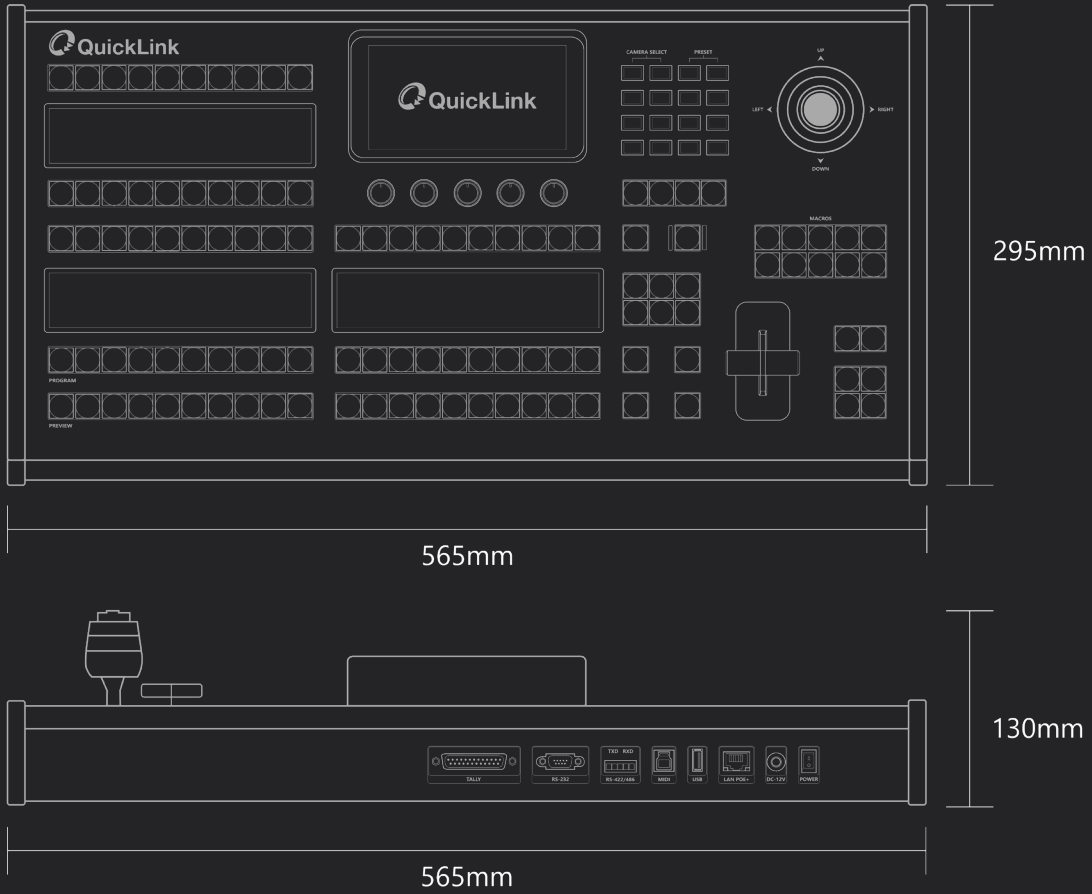 QuickLink
QuickLink
CAMERA SELECT
PRESET
UP
LEFT
RIGHT
DOWN
MACROS
PROGRAM
PREVIEW
295mm
565mm
130mm
TXD RXD
TALLY
RS-232
RS-422/486
MIDI
USB
LAN POE+
DC-12V
POWER
565mm